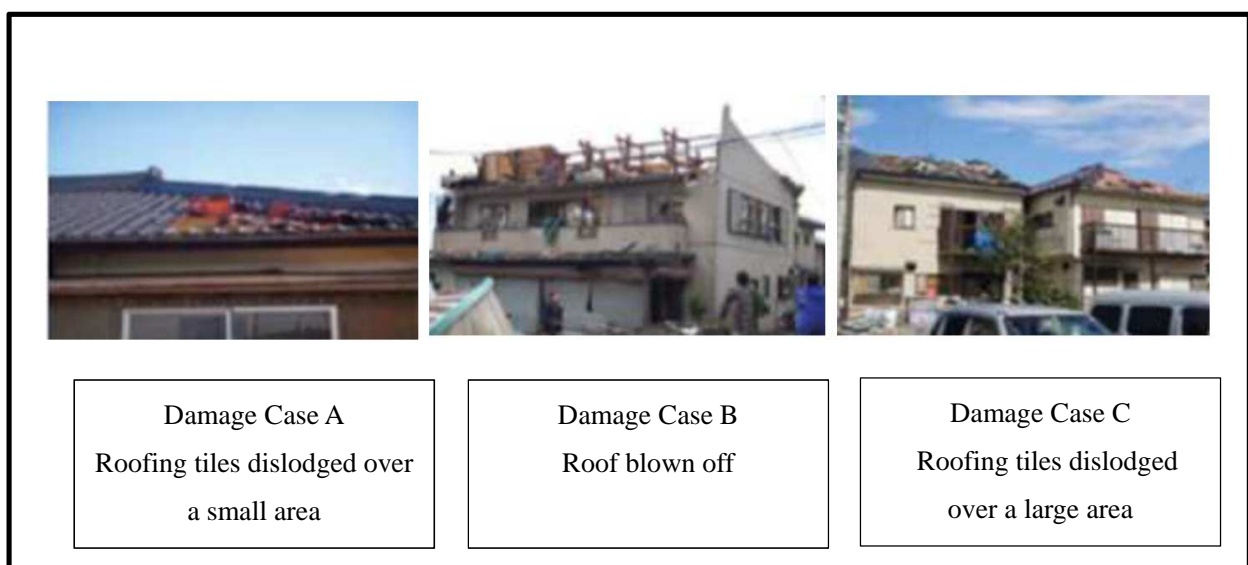 Damage Case A
Roofing tiles dislodged over
a small area
Damage Case B
Roof blown off
Damage Case C
Roofing tiles dislodged
over a large area